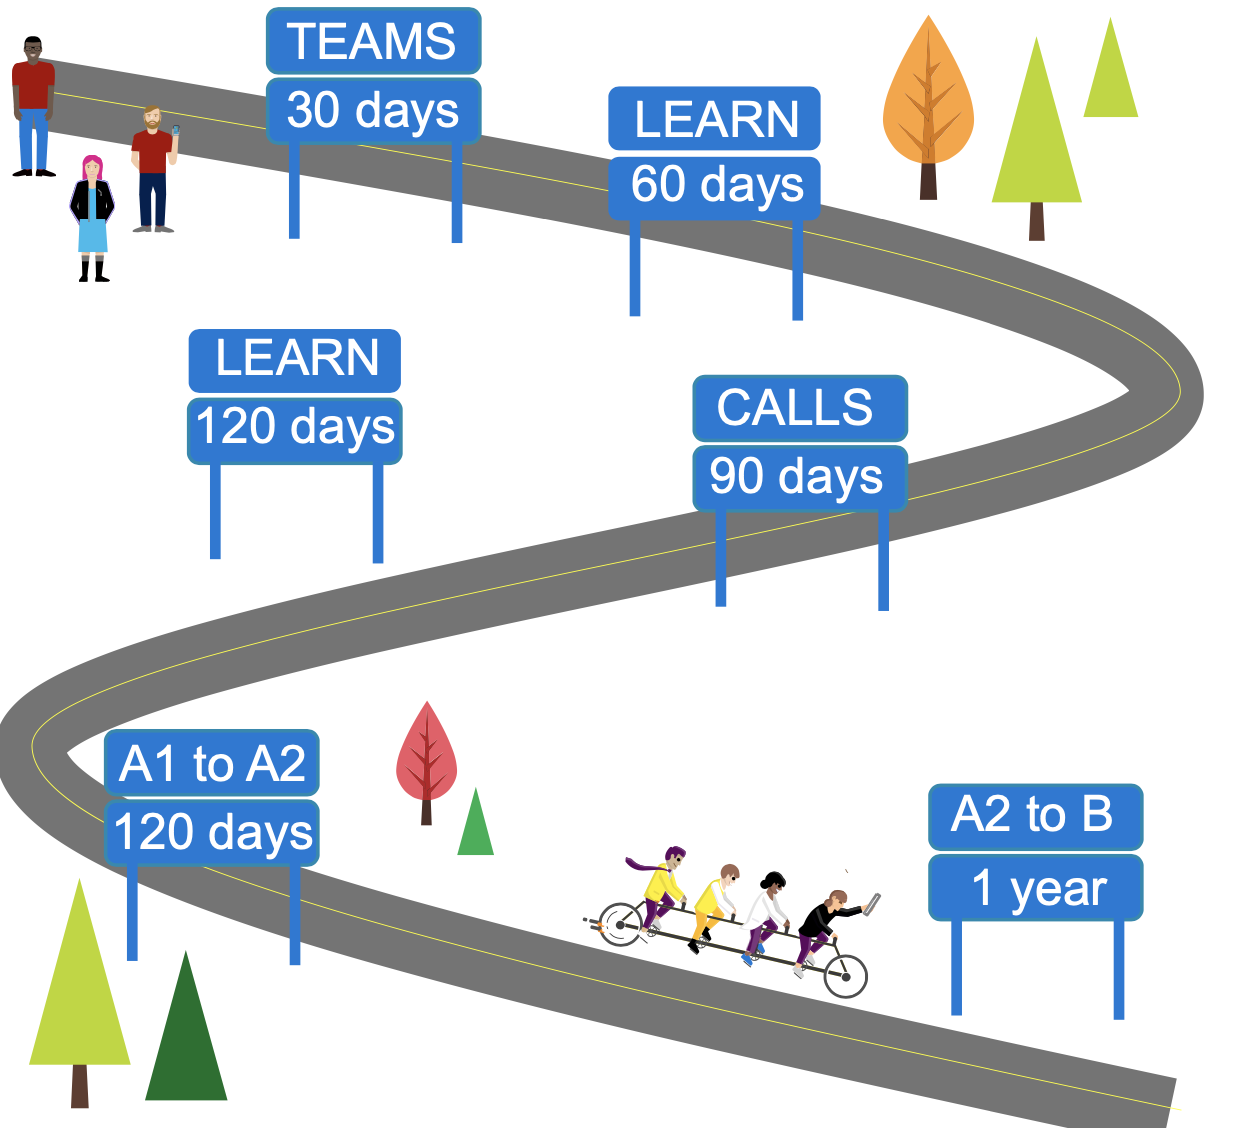 TEAMS
30 days
LEARN
60 days
LEARN
120 days
CALLS
90 days
A1 to A2
120 days
A2 to B
1 year